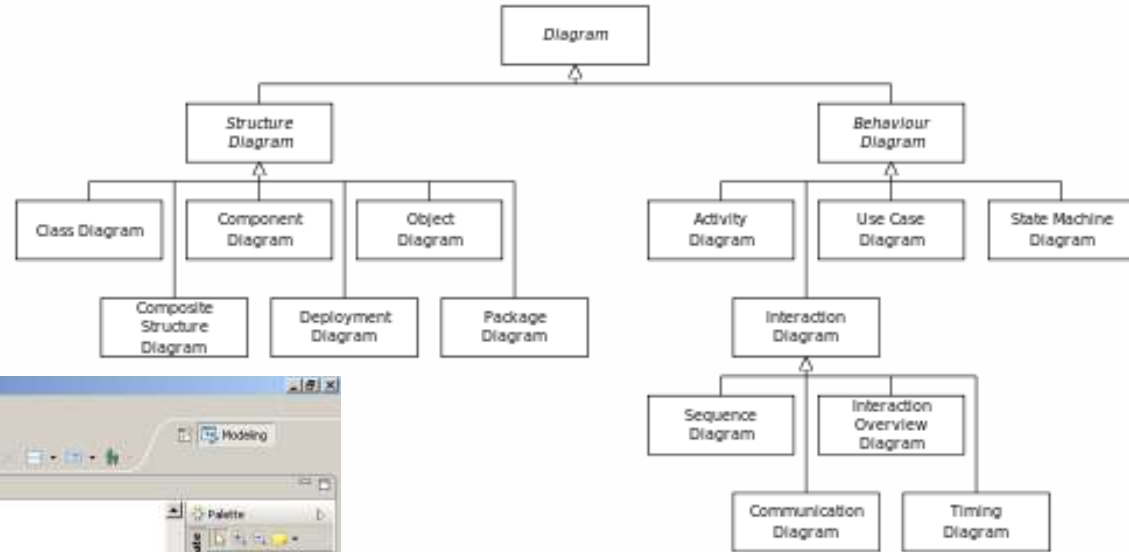 Diagram
Structure
Diagram
Behaviour
Diagram
Class Diagram
Component
Diagram
Object
Diagram
Activity
Diagram
Use Case
Diagram
State Machine
Diagram
Composite
Structure
Diagram
Deployment
Diagram
Package
Diagram
Interaction
Diagram
Sequence
Diagram
Interaction
Overview
Diagram
Communication
Diagram
Timing
Diagram
Modeling
Palette